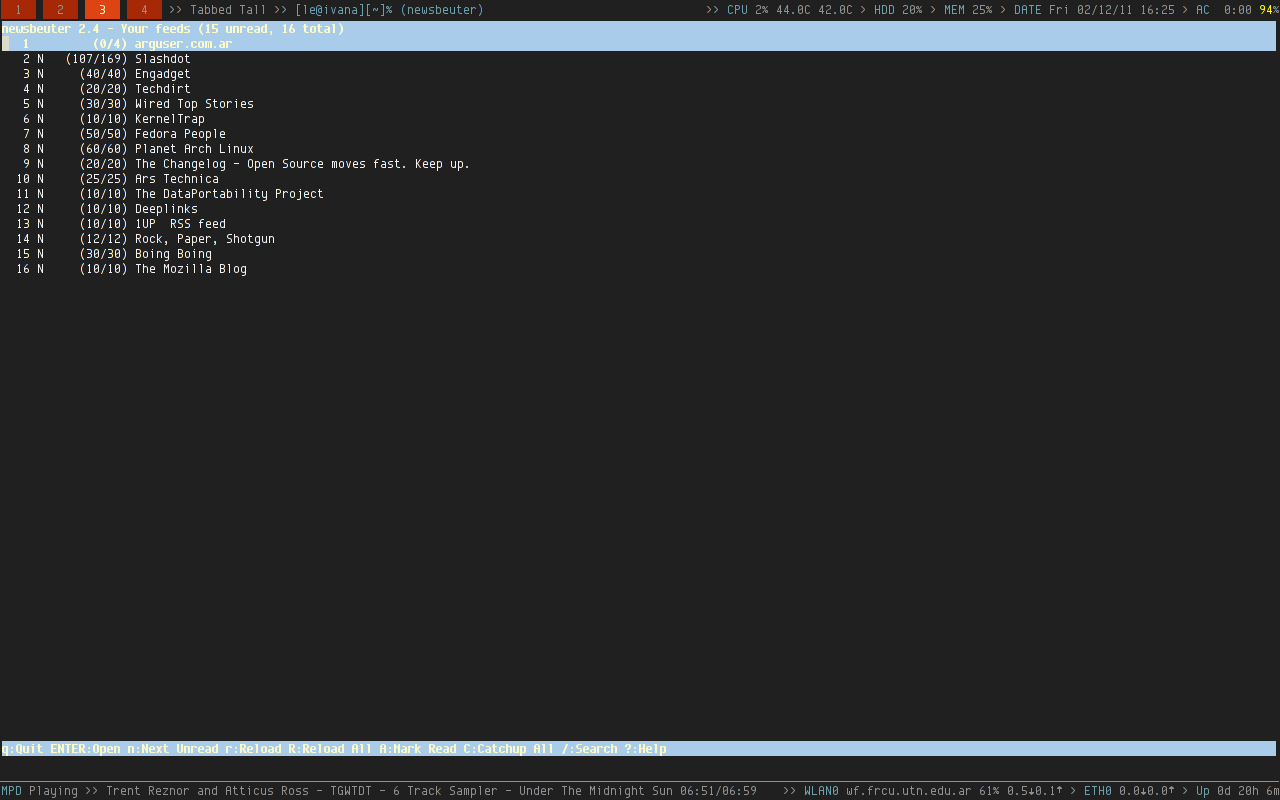 1 2 3 4 >> Tabbed Tall >> [le@ivana][~]% (newsbeuter) >> CPU 2% 44.0C 42.0C > HDD 20% > MEM 25% > DATE Fri 02/12/11 16:25 > AC 0:00 94%
newsbeuter 2.4 - Your feeds (15 unread, 16 total)
1 (0/4) arguser.com.ar
2 N (107/169) Slashdot
3 N (40/40) Engadget
4 N (20/20) Techdirt
5 N (30/30) Wired Top Stories
6 N (10/10) KernelTrap
7 N (50/50) Fedora People
8 N (60/60) Planet Arch Linux
9 N (20/20) The Changelog - Open Source moves fast. Keep up.
10 N (25/25) Ars Technica
11 N (10/10) The DataPortability Project
12 N (10/10) Deeplinks
13 N (10/10) 1UP  RSS feed
14 N (12/12) Rock, Paper, Shotgun
15 N (30/30) Boing Boing
16 N (10/10) The Mozilla Blog
q:Quit ENTER:Open n:Next Unread r:Reload R:Reload All A:Mark Read C:Catchup All /:Search ?:Help
MPD Playing >> Trent Reznor and Atticus Ross - TGWTDT - 6 Track Sampler - Under The Midnight Sun 06:51/06:59 >> WLAN0 wf.frcu.utn.edu.ar 61% 0.5↓0.1↑ > ETH0 0.0↓0.0↑ > Up 0d 20h 6m